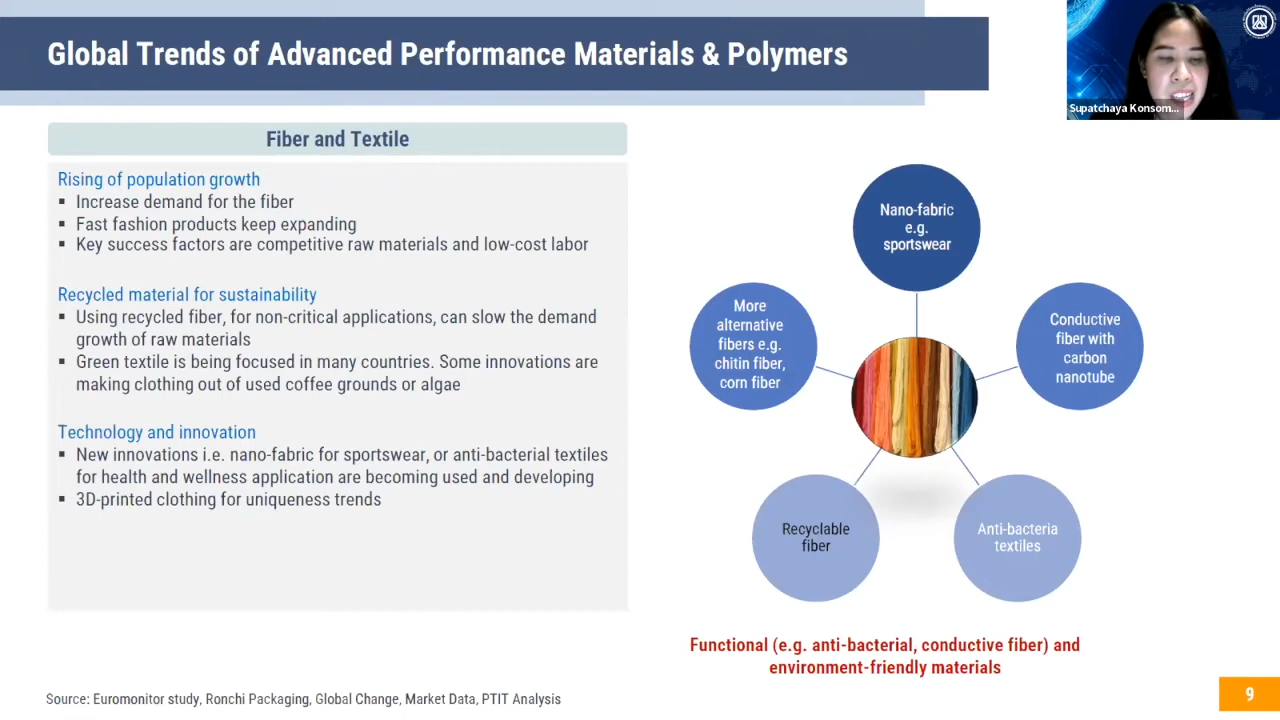 Global Trends of Advanced Performance Materials & Polymers
Supatchaya Konsom...
Fiber and Textile
Rising of population growth
▪ Increase demand for the fiber
▪ Fast fashion products keep expanding
▪ Key success factors are competitive raw materials and low-cost labor
Recycled material for sustainability
▪ Using recycled fiber, for non-critical applications, can slow the demand
growth of raw materials
▪ Green textile is being focused in many countries. Some innovations are
making clothing out of used coffee grounds or algae
Technology and innovation
▪ New innovations i.e. nano-fabric for sportswear, or anti-bacterial textiles
for health and wellness application are becoming used and developing
▪ 3D-printed clothing for uniqueness trends
Nano-fabric
e.g.
sportswear
More
alternative
fibers e.g.
chitin fiber,
corn fiber
Conductive
fiber with
carbon
nanotube
Recyclable
fiber
Anti-bacteria
textiles
Functional (e.g. anti-bacterial, conductive fiber) and
environment-friendly materials
Source: Euromonitor study, Ronchi Packaging, Global Change, Market Data, PTIT Analysis
9